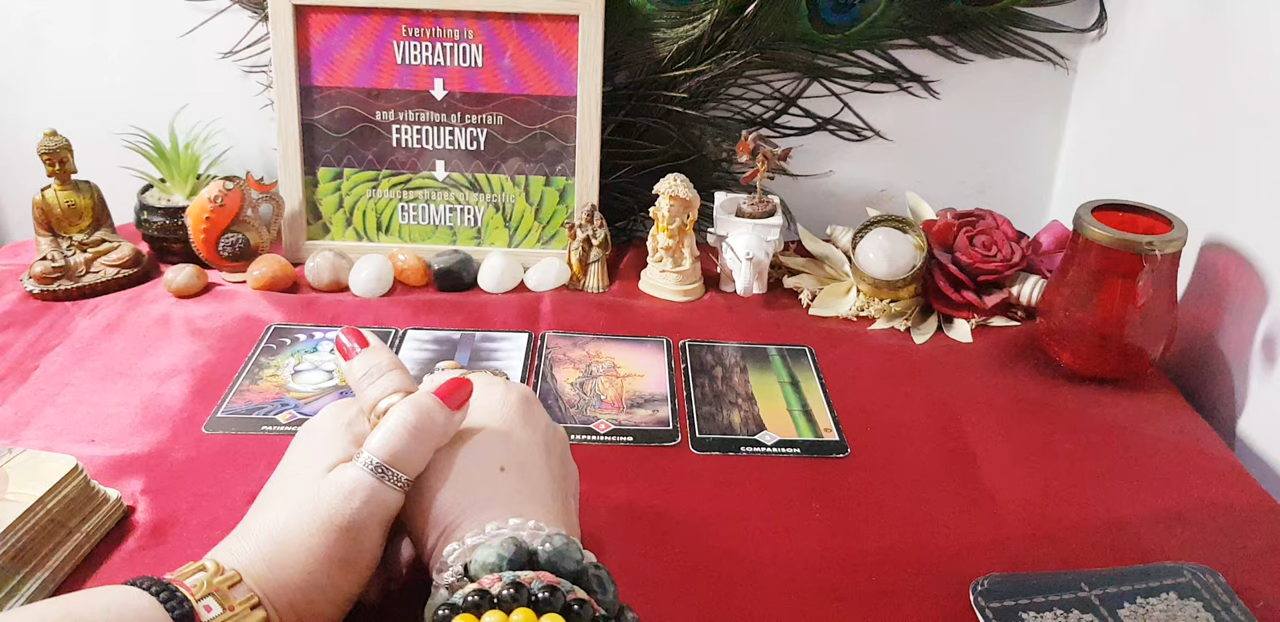 Everything is
VIBRATION
and vibration of certain
FREQUENCY
produces shapes of specific
GEOMETRY
EXPERIENCING
COMPARISON